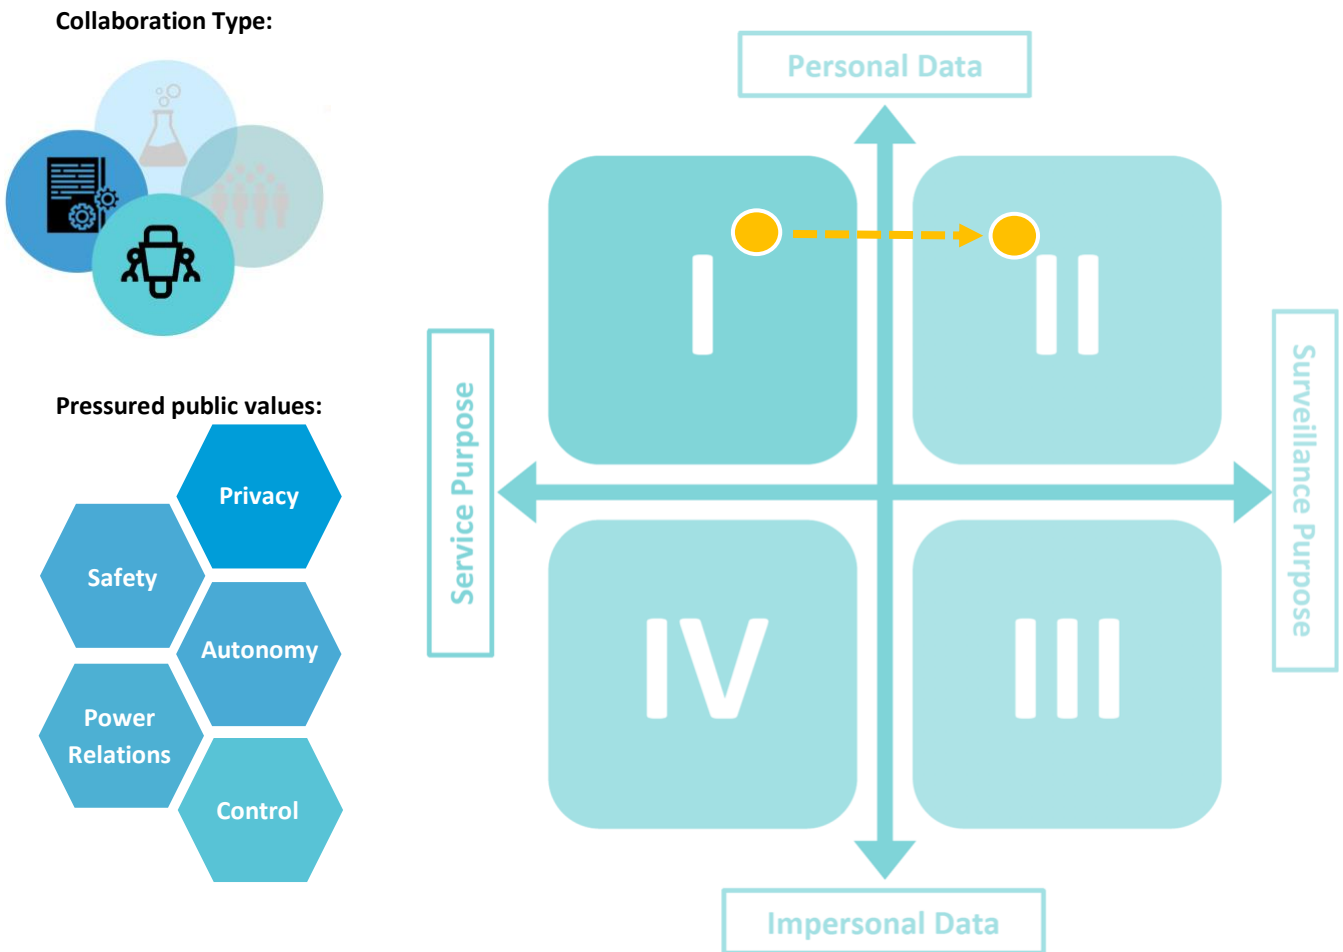 Collaboration Type:
Personal Data
I
II
Service Purpose
Surveillance Purpose
Pressured public values:
Privacy
Safety
Autonomy
Power
Relations
Control
IV
III
Impersonal Data